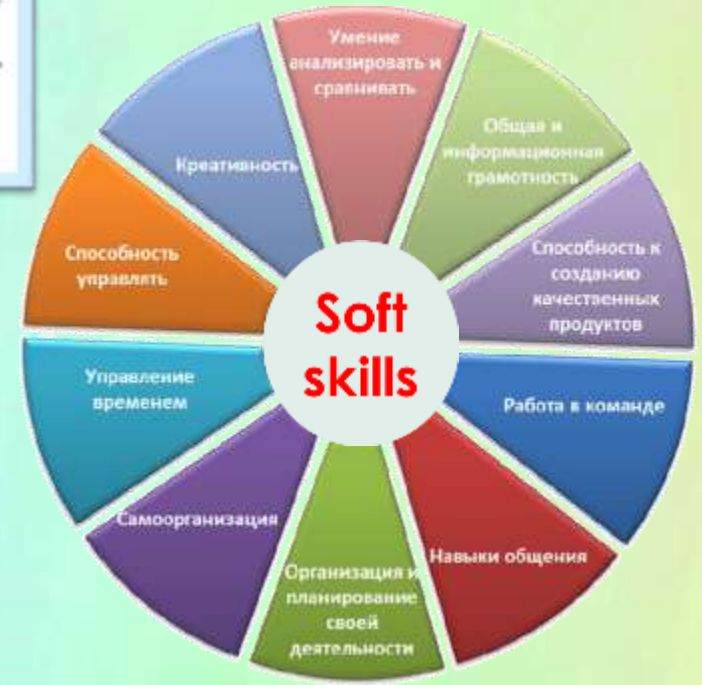 Умение
анализировать и
сравнивать
Общая и
информационная
грамотность
Способность к
созданию
качественных
продуктов
Работа в команде
Навыки общения
Организация и
планирование
своей
деятельности
Самоорганизация
Управление
временем
Способность
управлять
Креативность
Soft
skills